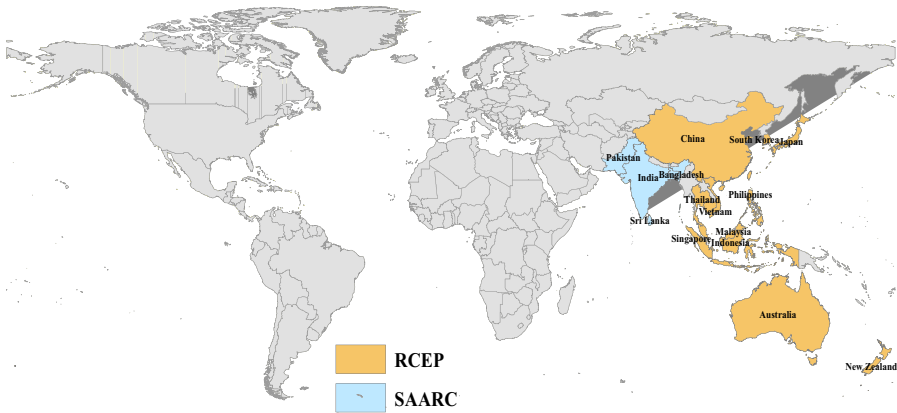 China
South Korea
Japan
Pakistan
India
Bangladesh
Thailand
Philippines
Vietnam
Sri Lanka
Malaysia
Singapore
Indonesia
Australia
New Zealand
RCEP
SAARC